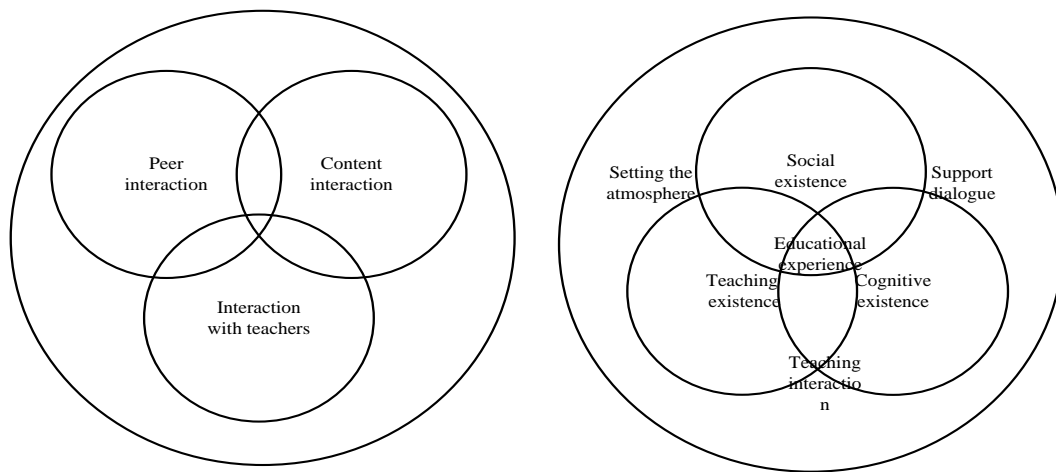 Peer
interaction
Content
interaction
Interaction
with teachers
Setting the
atmosphere
Social
existence
Support
dialogue
Educational
experience
Teaching
existence
Cognitive
existence
Teaching
interactio
n